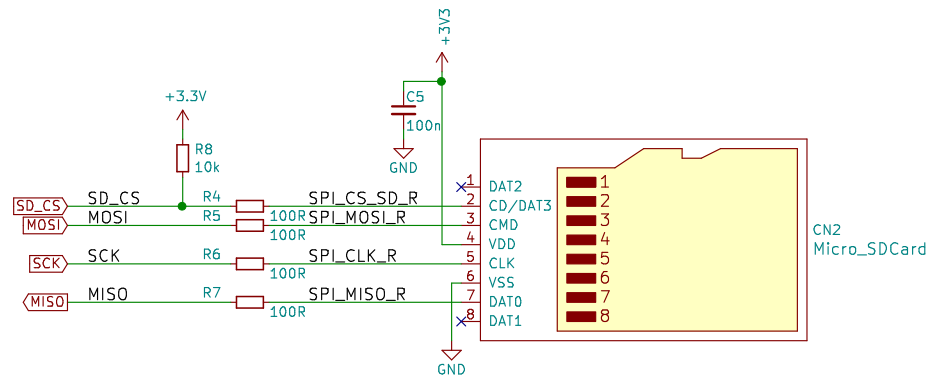 +3V3
+3.3V
C5
100n
GND
R8
10k
SD_CS SD_CS R4 100R SPI_CS_SD_R
MOSI MOSI R5 100R SPI_MOSI_R
SCK SCK R6 100R SPI_CLK_R
MISO MISO R7 100R SPI_MISO_R
1 DAT2 1
2 CD/DAT3 2
3 CMD 3
4 VDD 4
5 CLK 5
6 VSS 6
7 DAT0 7
8 DAT1 8
CN2
Micro_SDCard
GND